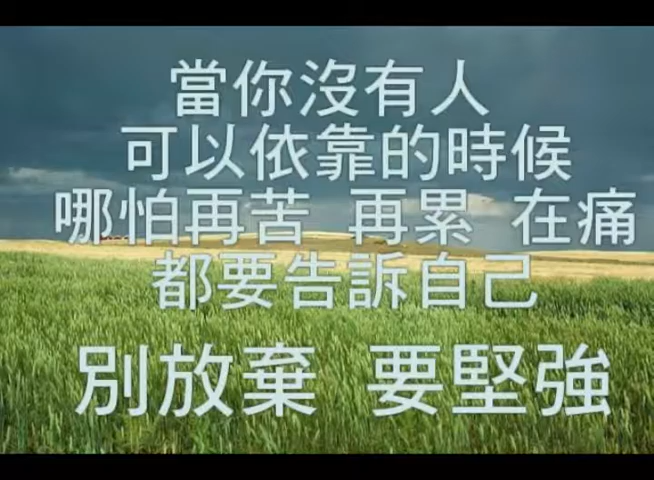 當你沒有人
可以依靠的時候
哪怕再苦 再累 在痛
都要告訴自己
別放棄 要堅強